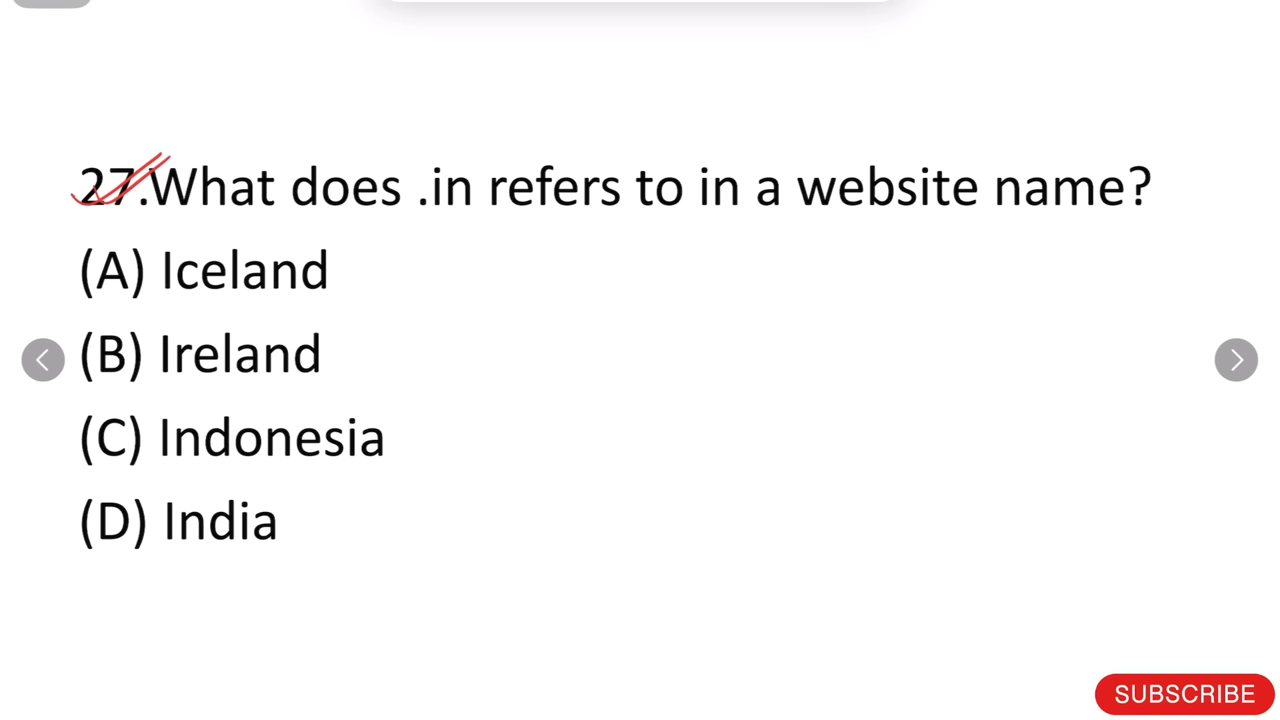 27.What does .in refers to in a website name?
(A) Iceland
(B) Ireland
(C) Indonesia
(D) India
SUBSCRIBE